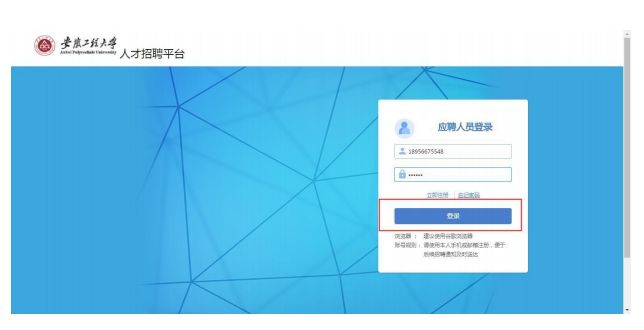 安徽工程大学
Anhui Polytechnic University
人才招聘平台
应聘人员登录
18956675548
••••••
立即注册 | 忘记密码
登录
浏览器： 建议使用谷歌浏览器
账号规则：请使用本人手机或邮箱注册，便于
后续招聘通知及时送达